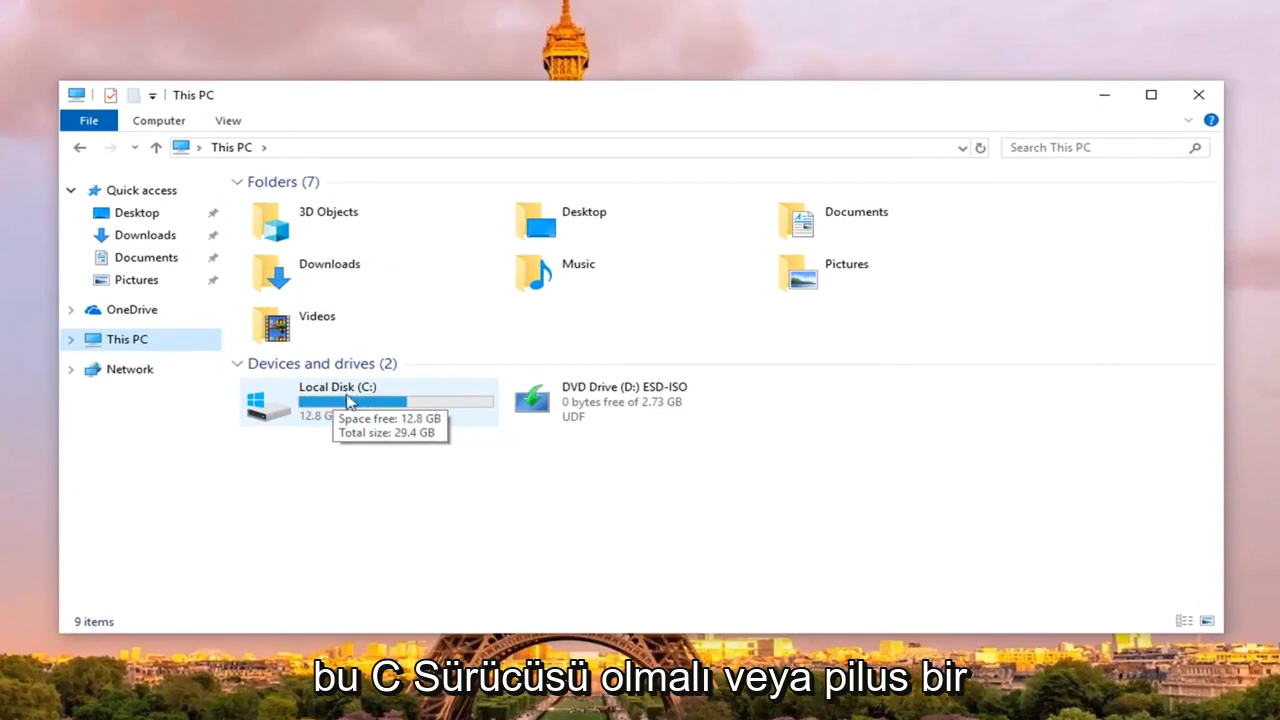 This PC
File
Computer
View
This PC
Search This PC
Quick access
Desktop
Downloads
Documents
Pictures
OneDrive
This PC
Network
Folders (7)
3D Objects
Desktop
Documents
Downloads
Music
Pictures
Videos
Devices and drives (2)
Local Disk (C:)
12.8 G
Space free: 12.8 GB
Total size: 29.4 GB
DVD Drive (D:) ESD-ISO
0 bytes free of 2.73 GB
UDF
9 items
bu C Sürücüsü olmalı veya pilus bir